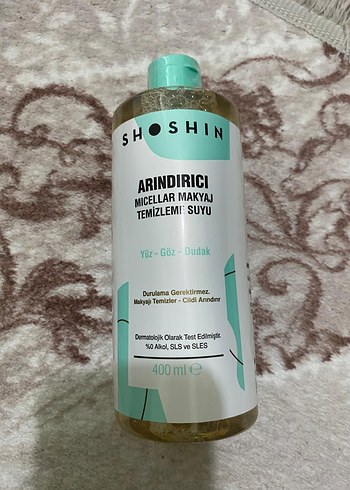 SHOSHIN
ARINDIRICI
MICELLAR MAKYAJ
TEMİZLEME SUYU
Yüz - Göz - Dudak
Durulama Gerektirmez.
Makyajı Temizler - Cildi Arındırır
Dermatolojik Olarak Test Edilmiştir.
%0 Alkol, SLS ve SLES
400 ml ℮